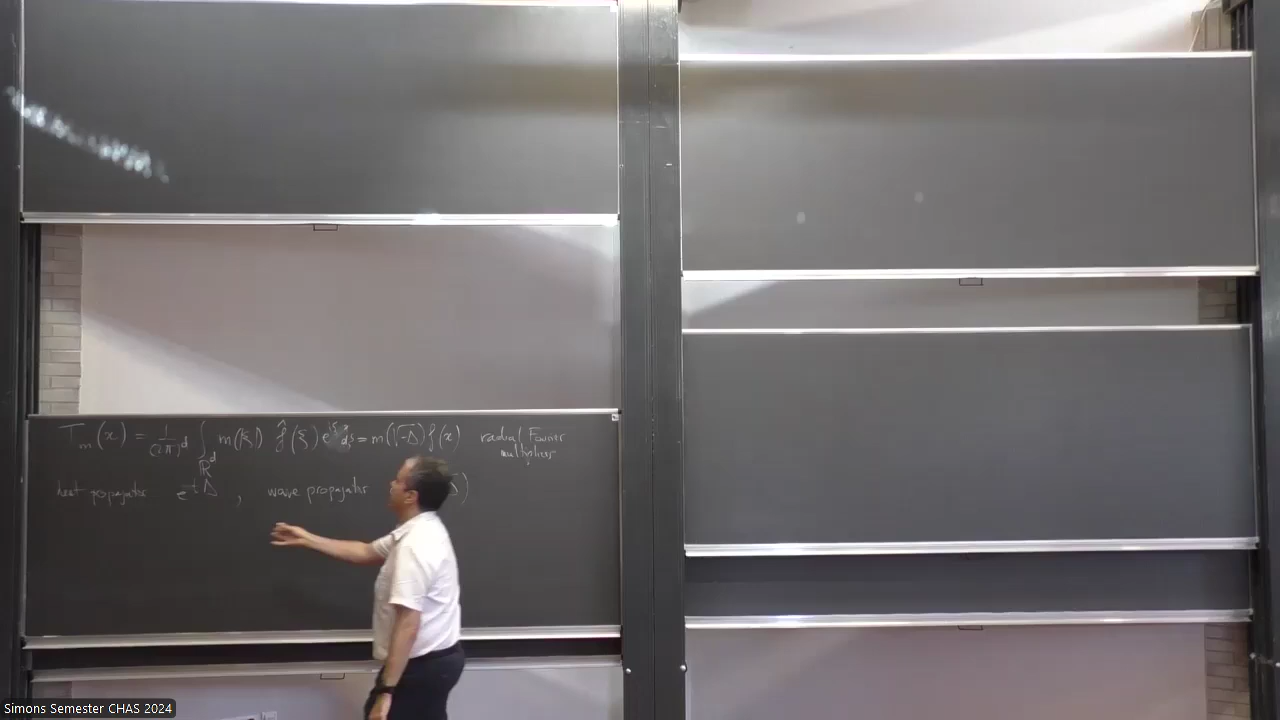 T_m(x) = 1/(2π)^d ∫_{ℝ^d} m(|ξ|) f̂(ξ) e^{iξx} dξ = m(√-Δ) f(x) radial Fourier
multipliers
heat propagator e^{-tΔ}, wave propagator Δ)
Simons Semester CHAS 2024